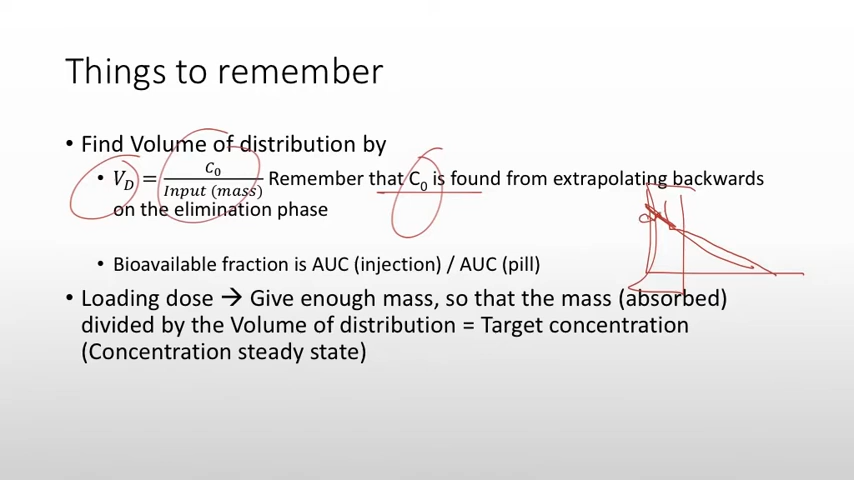 Things to remember
• Find Volume of distribution by
• V_D = C_0 / Input (mass) Remember that C_0 is found from extrapolating backwards
on the elimination phase
• Bioavailable fraction is AUC (injection) / AUC (pill)
• Loading dose → Give enough mass, so that the mass (absorbed)
divided by the Volume of distribution = Target concentration
(Concentration steady state)